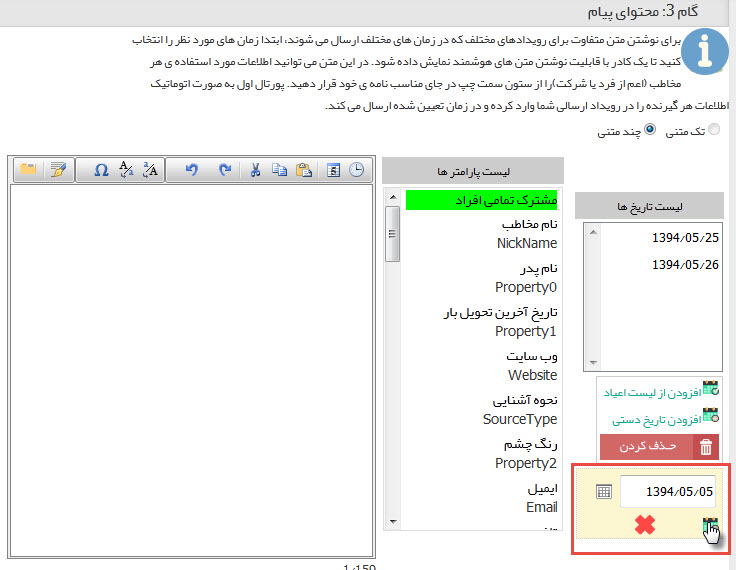 گام 3: محتوای پیام
برای نوشتن متن متفاوت برای رویدادهای مختلف که در زمان های مختلف ارسال می شوند، ابتدا زمان های مورد نظر را انتخاب
کنید تا یک کادر با قابلیت نوشتن متن های هوشمند نمایش داده شود. در این متن می توانید اطلاعات مورد استفاده ی هر
مخاطب (اعم از فرد یا شرکت)را از ستون سمت چپ در جای مناسب نامه ی خود قرار دهید. پورتال اول به صورت اتوماتیک
اطلاعات هر گیرنده را در رویداد ارسالی شما وارد کرده و در زمان تعیین شده ارسال می کند.
تک متنی
چند متنی
لیست تاریخ ها
1394/05/25
1394/05/26
افزودن از لیست اعیاد
افزودن تاریخ دستی
حذف کردن
1394/05/05
لیست پارامتر ها
مشترک تمامی افراد
نام مخاطب
NickName
نام پدر
Property0
تاریخ آخرین تحویل بار
Property1
وب سایت
Website
نحوه آشنایی
SourceType
رنگ چشم
Property2
ایمیل
Email